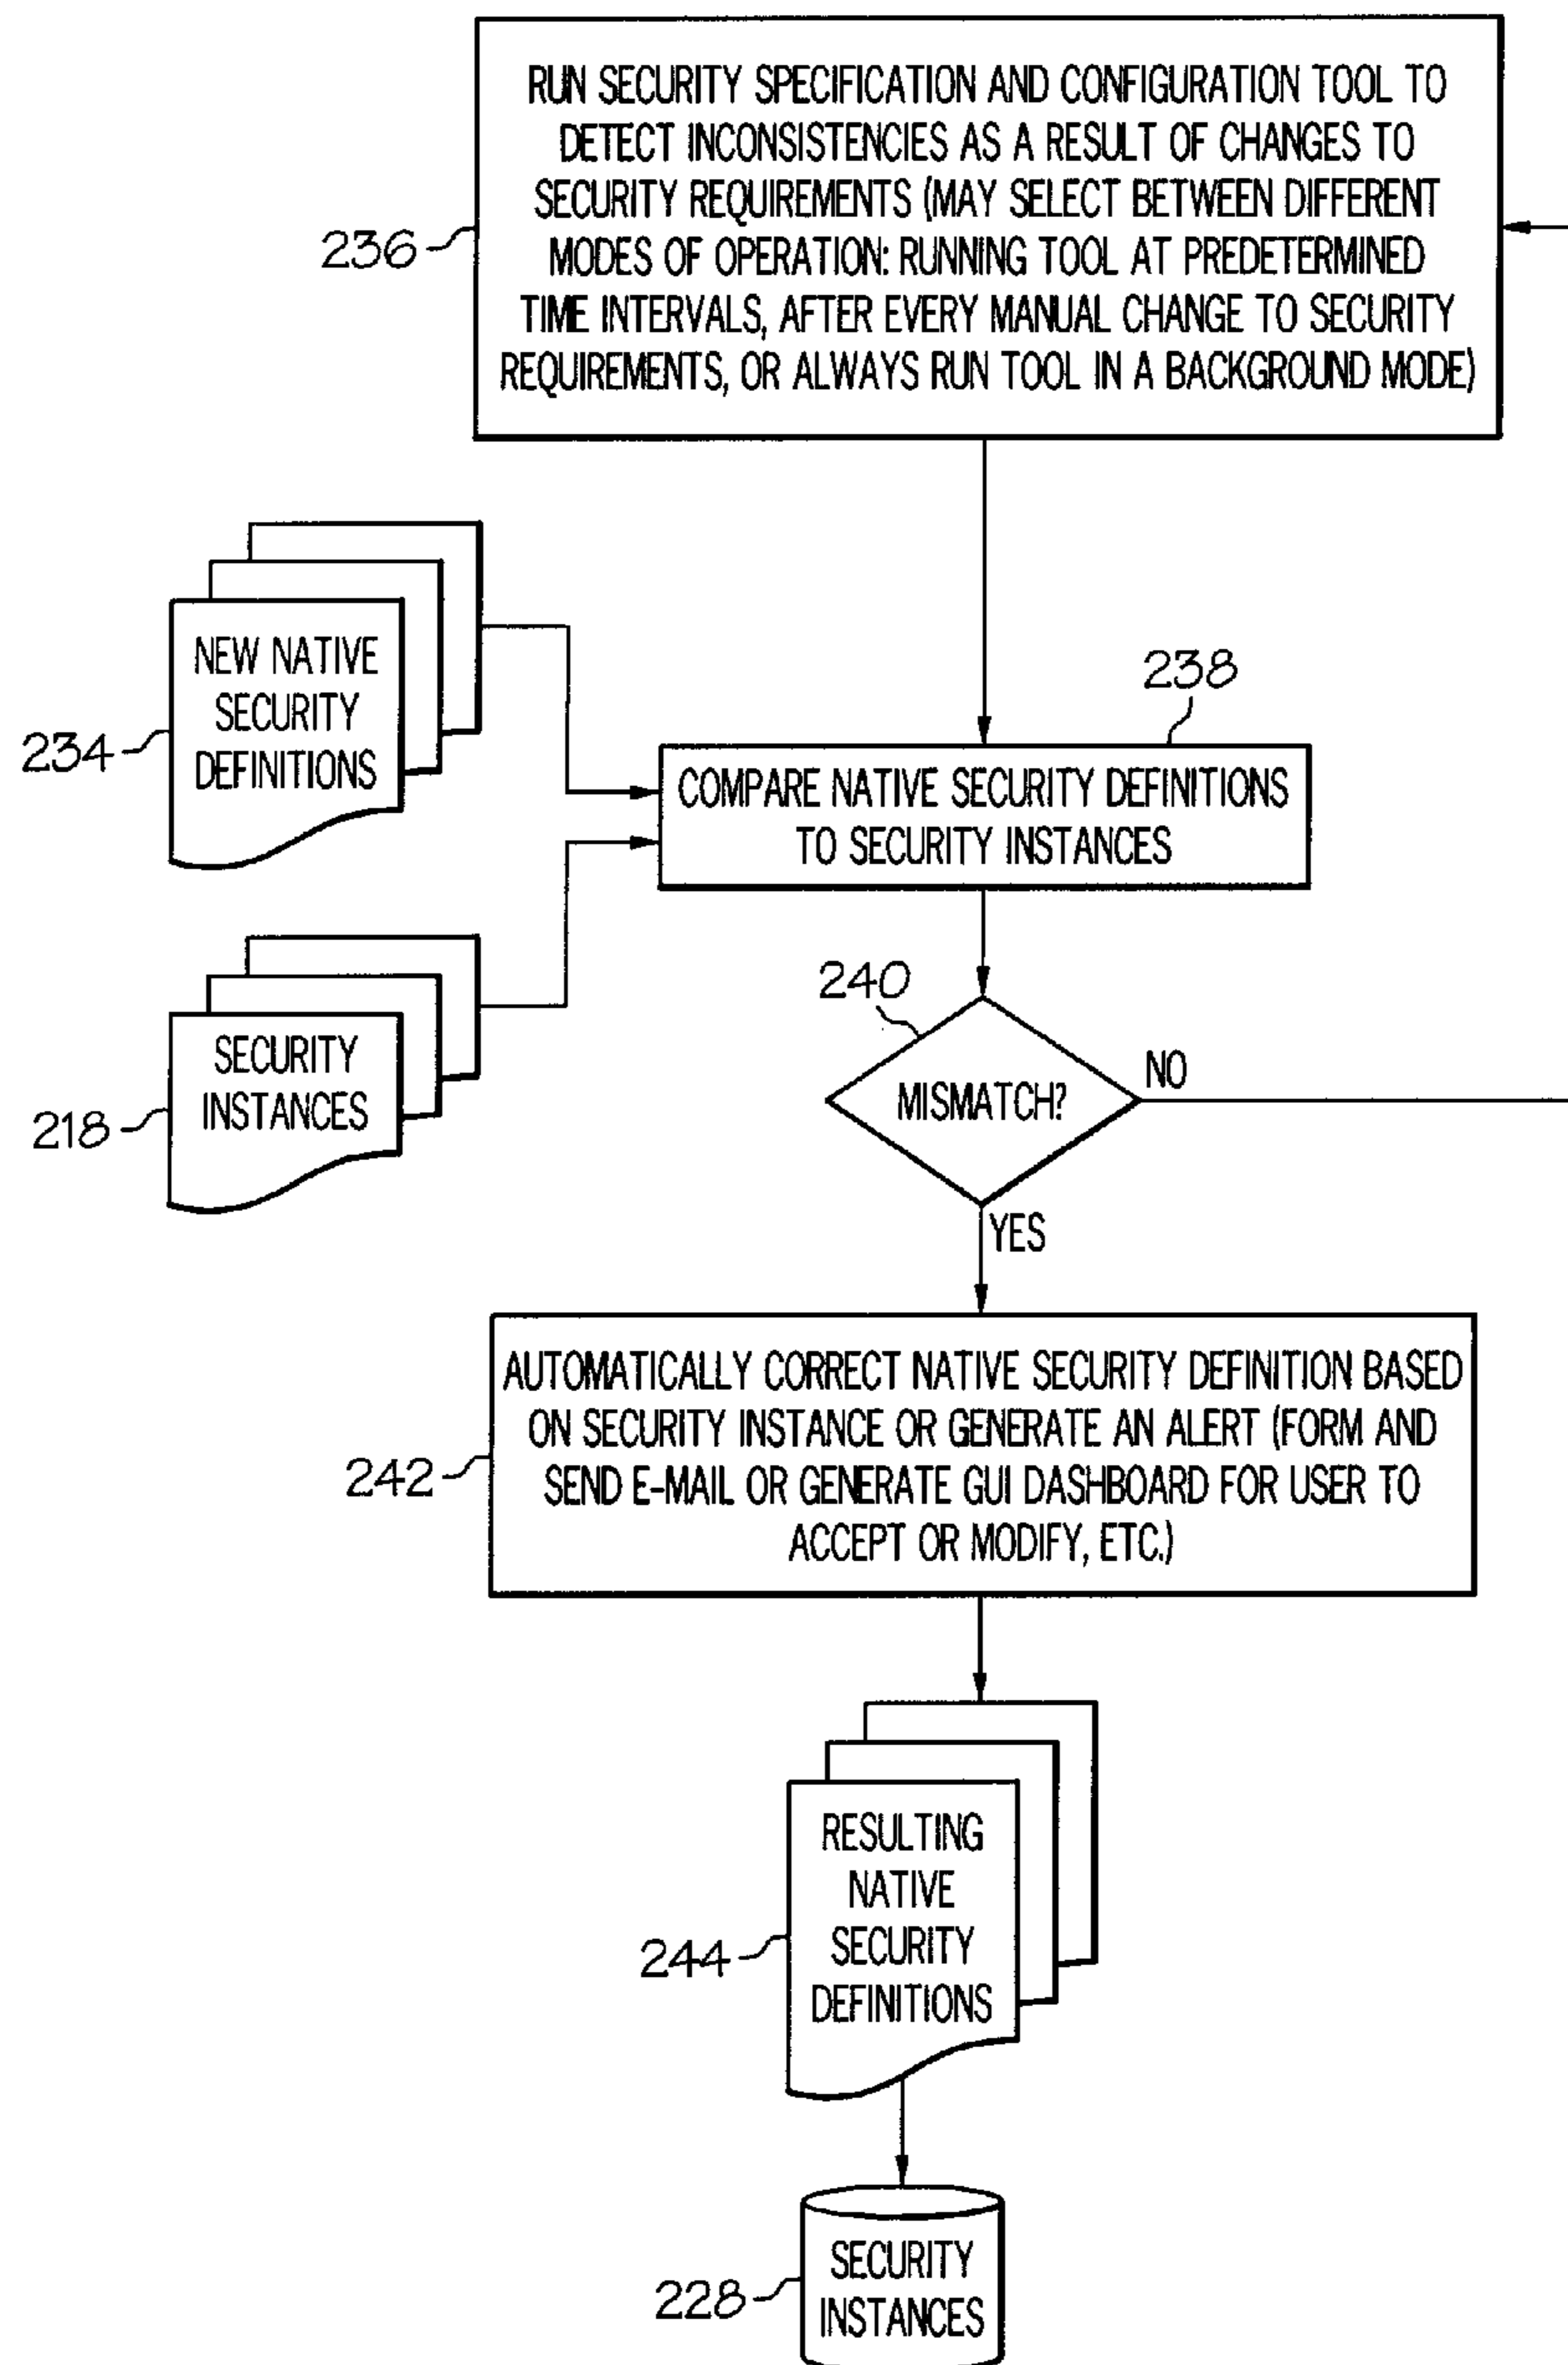 RUN SECURITY SPECIFICATION AND CONFIGURATION TOOL TO
DETECT INCONSISTENCIES AS A RESULT OF CHANGES TO
SECURITY REQUIREMENTS (MAY SELECT BETWEEN DIFFERENT
MODES OF OPERATION: RUNNING TOOL AT PREDETERMINED
TIME INTERVALS, AFTER EVERY MANUAL CHANGE TO SECURITY
REQUIREMENTS, OR ALWAYS RUN TOOL IN A BACKGROUND MODE)
236
NEW NATIVE
SECURITY
DEFINITIONS
234
238
COMPARE NATIVE SECURITY DEFINITIONS
TO SECURITY INSTANCES
SECURITY
INSTANCES
218
240
MISMATCH?
NO
YES
AUTOMATICALLY CORRECT NATIVE SECURITY DEFINITION BASED
ON SECURITY INSTANCE OR GENERATE AN ALERT (FORM AND
SEND E-MAIL OR GENERATE GUI DASHBOARD FOR USER TO
ACCEPT OR MODIFY, ETC.)
242
RESULTING
NATIVE
SECURITY
DEFINITIONS
244
SECURITY
INSTANCES
228